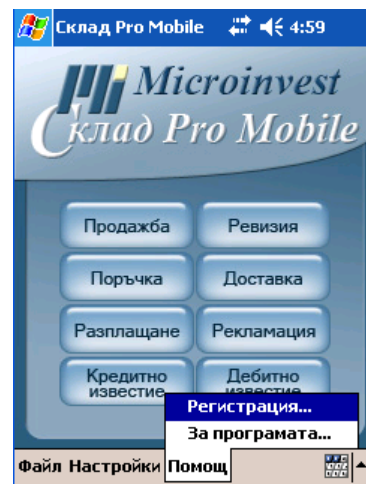 Склад Pro Mobile 4:59
Microinvest
Склад Pro Mobile
Продажба Ревизия
Поръчка Доставка
Разплащане Рекламация
Кредитно известие Дебитно известие
Регистрация...
За програмата...
Файл Настройки Помощ